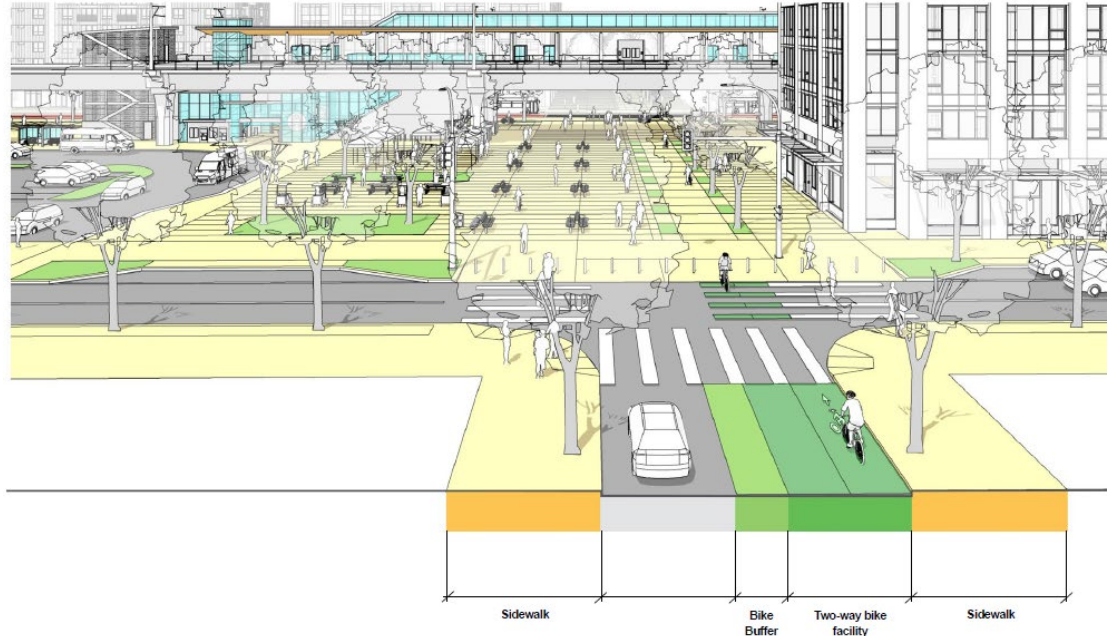 Sidewalk
Bike
Buffer
Two-way bike
facility
Sidewalk